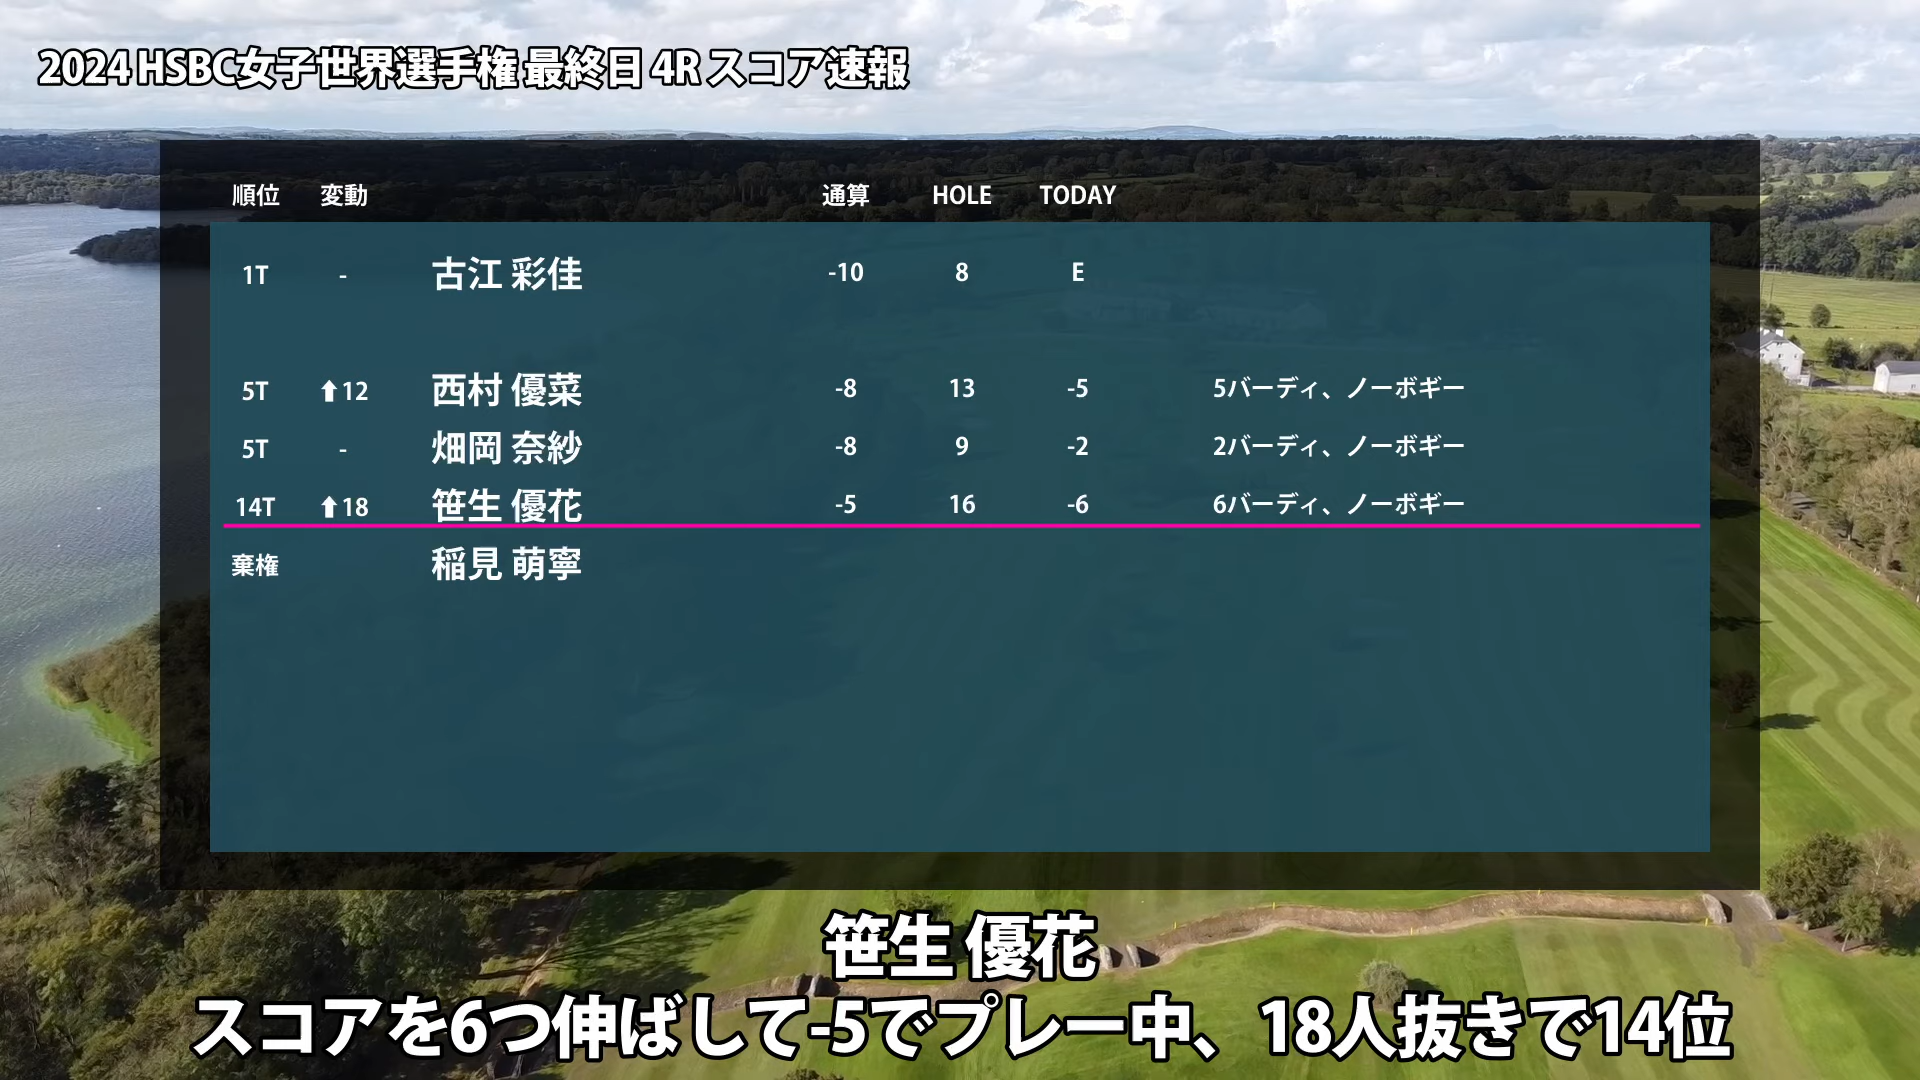 2024 HSBC女子世界選手権 最終日 4R スコア速報
順位 変動 通算 HOLE TODAY
1T - 古江 彩佳 -10 8 E
5T ⬆12 西村 優菜 -8 13 -5 5バーディ、ノーボギー
5T - 畑岡 奈紗 -8 9 -2 2バーディ、ノーボギー
14T ⬆18 笹生 優花 -5 16 -6 6バーディ、ノーボギー
棄権 稲見 萌寧
笹生 優花
スコアを6つ伸ばして-5でプレー中、18人抜きで14位